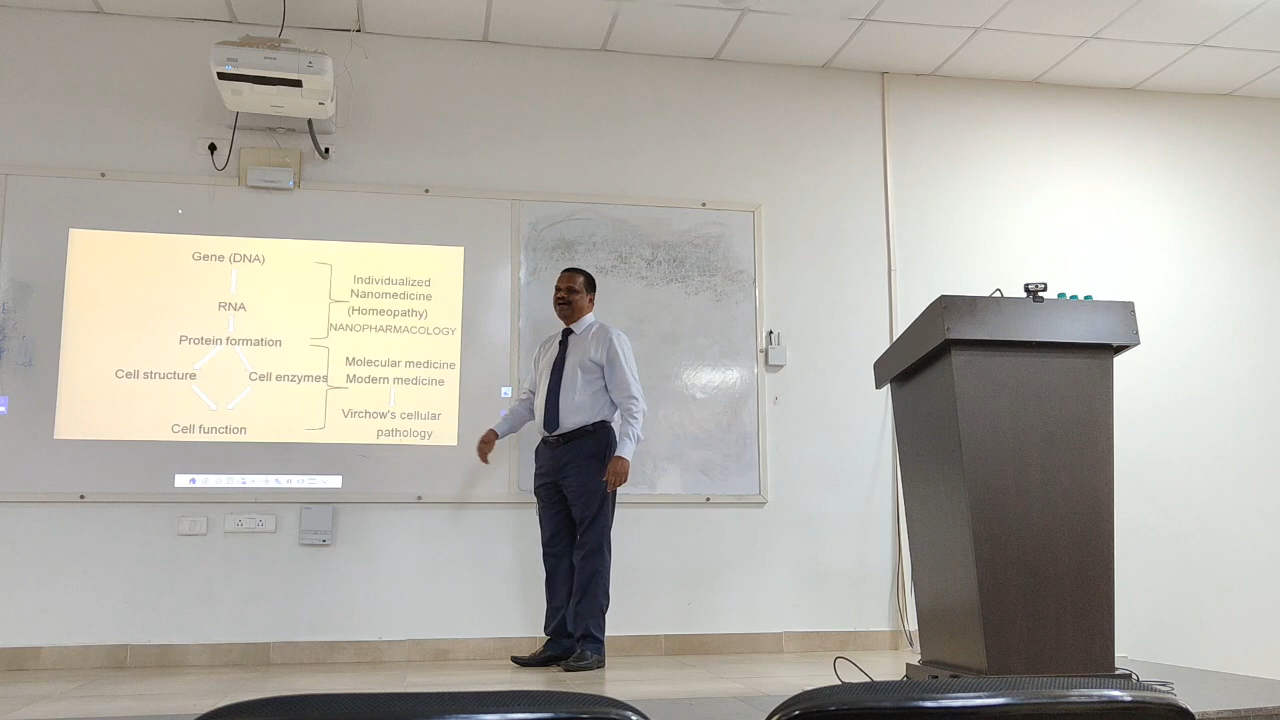 Gene (DNA)
RNA
Protein formation
Cell structure
Cell enzymes
Cell function
Individualized
Nanomedicine
(Homeopathy)
NANOPHARMACOLOGY
Molecular medicine
Modern medicine
Virchow's cellular
pathology